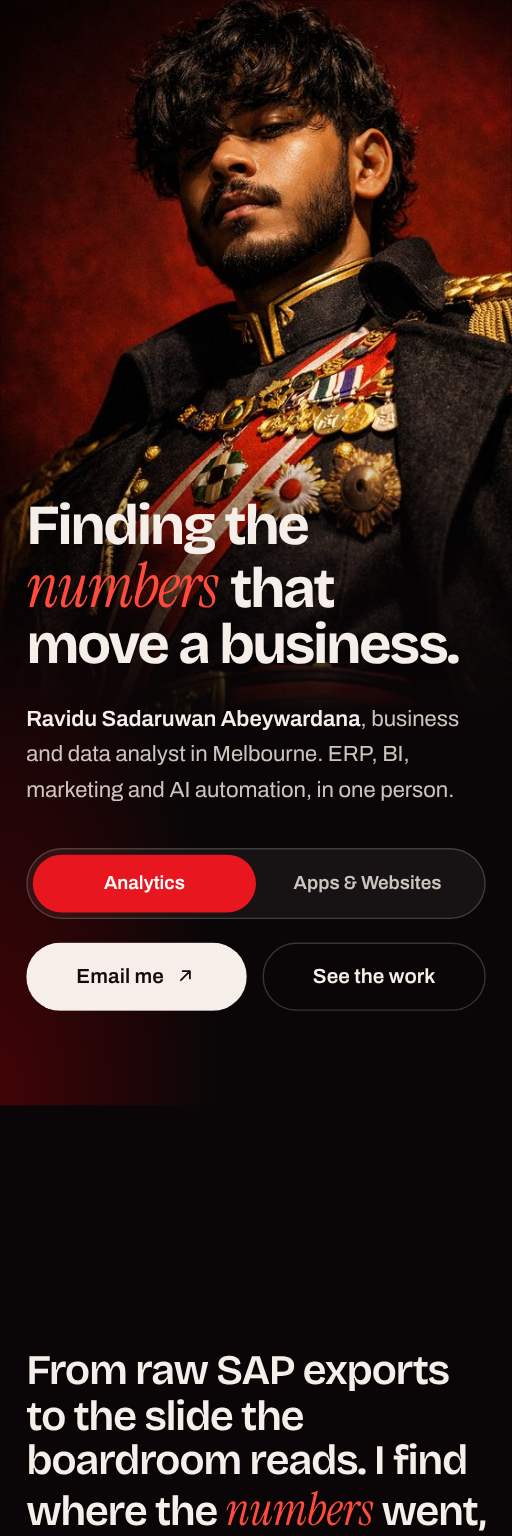 Finding the
numbers that
move a business.
Ravidu Sadaruwan Abeywardana, business
and data analyst in Melbourne. ERP, BI,
marketing and AI automation, in one person.
Analytics
Apps & Websites
Email me ↗
See the work
From raw SAP exports
to the slide the
boardroom reads. I find
where the numbers went,